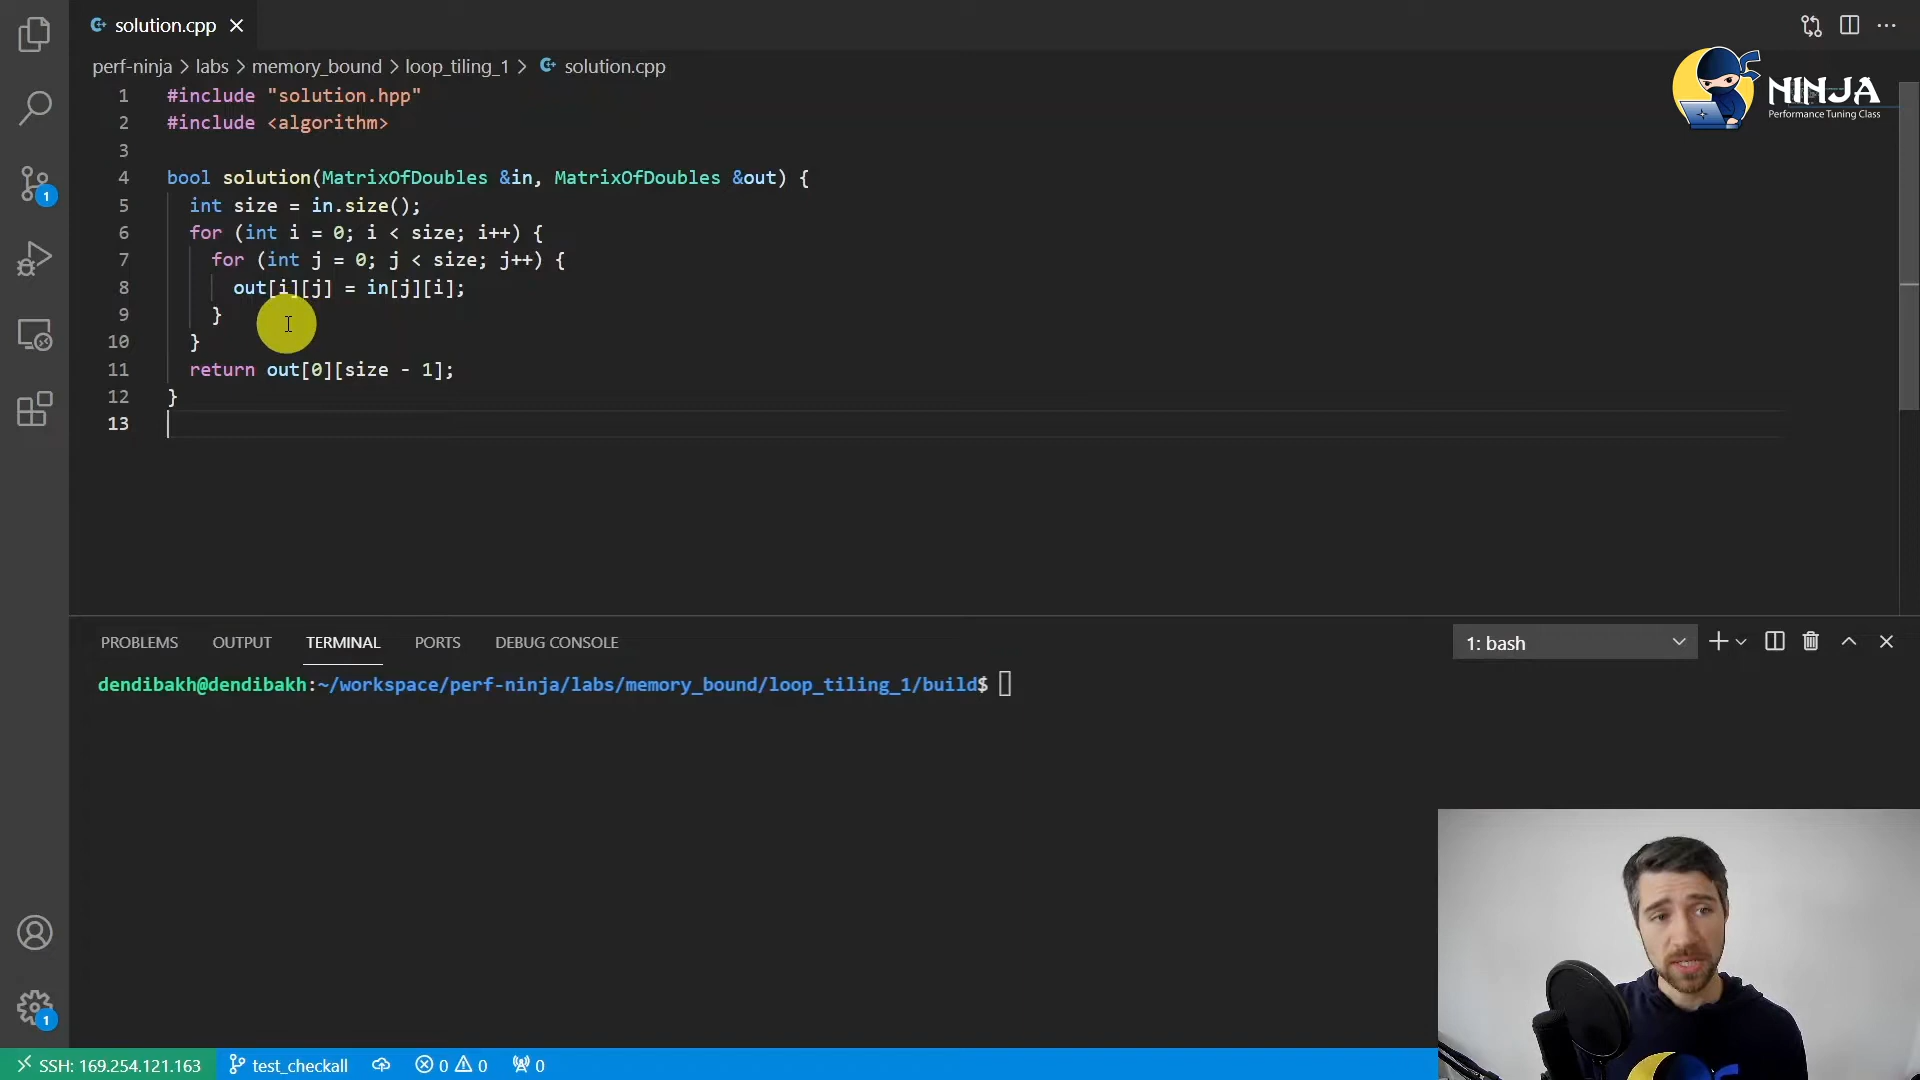 solution.cpp
NINJA
Performance Tuning Class
perf-ninja > labs > memory_bound > loop_tiling_1 > solution.cpp
1 #include "solution.hpp"
2 #include <algorithm>
3
4 bool solution(MatrixOfDoubles &in, MatrixOfDoubles &out) {
5 int size = in.size();
6 for (int i = 0; i < size; i++) {
7 for (int j = 0; j < size; j++) {
8 out[i][j] = in[j][i];
9 }
10 }
11 return out[0][size - 1];
12 }
13
1
PROBLEMS OUTPUT TERMINAL PORTS DEBUG CONSOLE 1: bash
dendibakh@dendibakh:~/workspace/perf-ninja/labs/memory_bound/loop_tiling_1/build$
1
SSH: 169.254.121.163 test_checkall 0 0 0